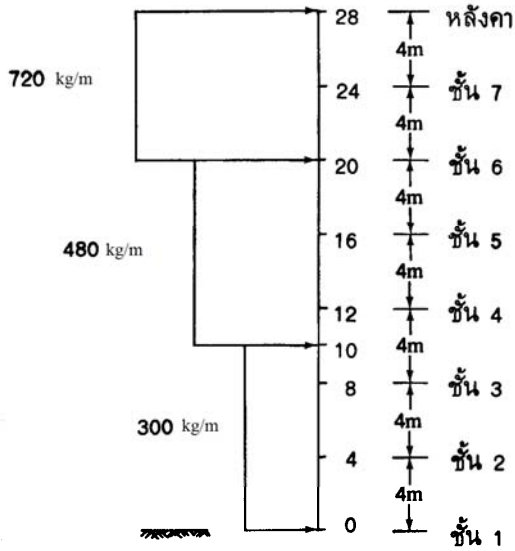 28 หลังคา
4m
720 kg/m
24 ชั้น 7
4m
20 ชั้น 6
4m
16 ชั้น 5
480 kg/m
4m
12 ชั้น 4
10
4m
8 ชั้น 3
300 kg/m
4m
4 ชั้น 2
4m
0 ชั้น 1